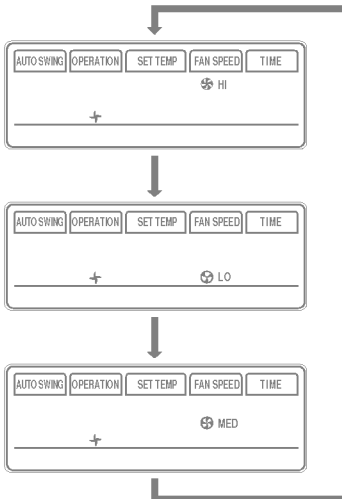 AUTO SWING OPERATION SET TEMP FAN SPEED TIME
HI
AUTO SWING OPERATION SET TEMP FAN SPEED TIME
LO
AUTO SWING OPERATION SET TEMP FAN SPEED TIME
MED